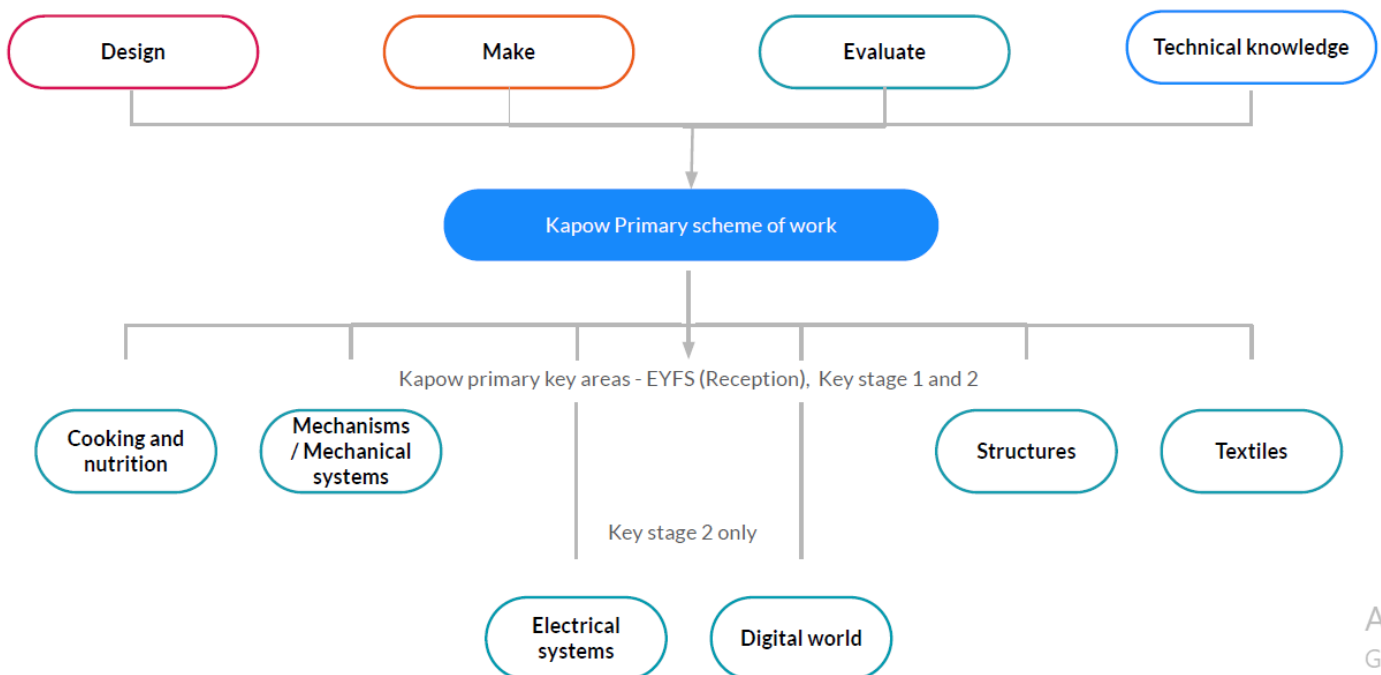 Design
Make
Evaluate
Technical knowledge
Kapow Primary scheme of work
Kapow primary key areas - EYFS (Reception), Key stage 1 and 2
Cooking and
nutrition
Mechanisms
/ Mechanical
systems
Structures
Textiles
Key stage 2 only
Electrical
systems
Digital world
A
G